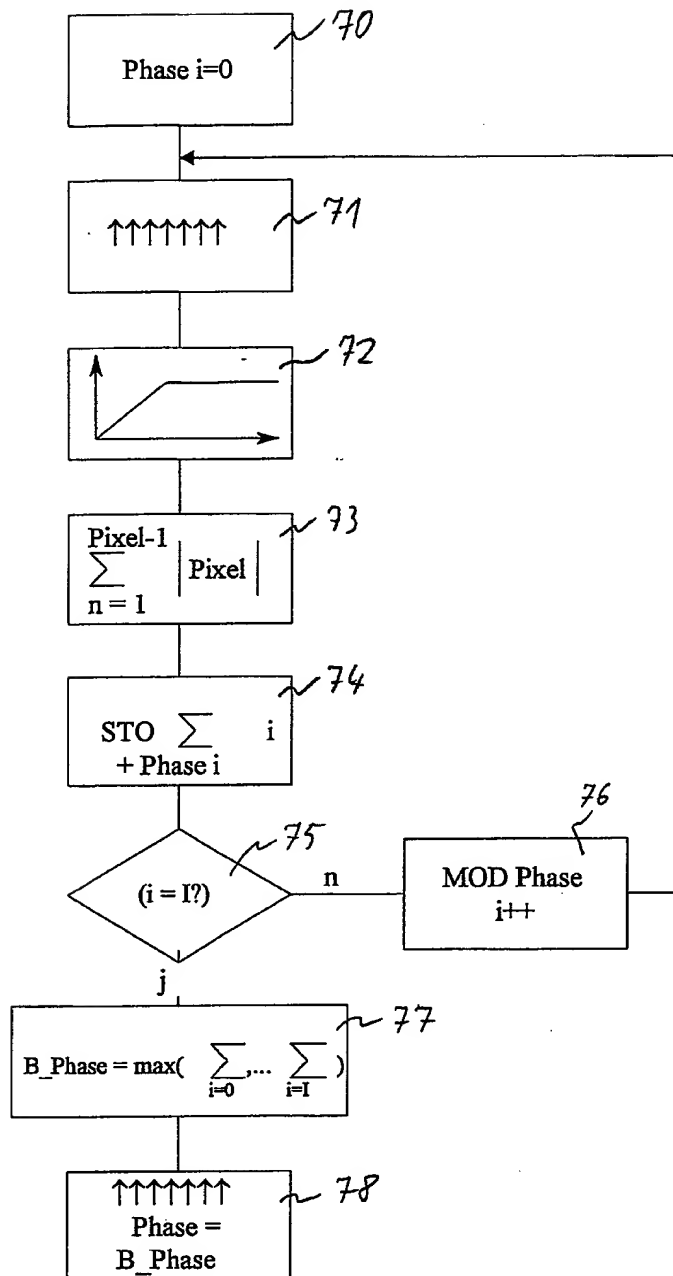 70
Phase i=0
71
↑↑↑↑↑↑↑
72
73
Pixel-1
∑ | Pixel |
n = 1
74
STO ∑ i
+ Phase i
75
(i = I?)
n
76
MOD Phase
i++
j
77
B_Phase = max( ∑ ,... ∑ )
i=0 i=I
↑↑↑↑↑↑↑
78
Phase =
B_Phase